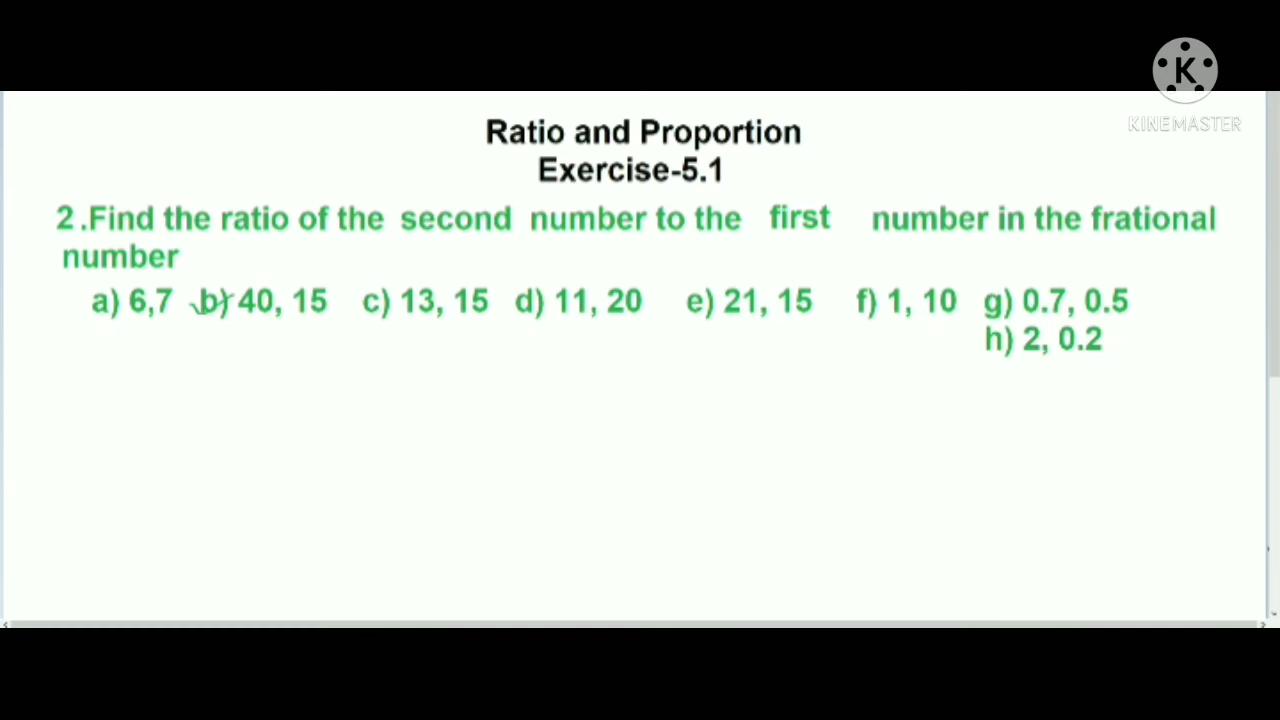 K
KINEMASTER
Ratio and Proportion
Exercise-5.1
2.Find the ratio of the second number to the first number in the frational
number
a) 6,7 b) 40, 15 c) 13, 15 d) 11, 20 e) 21, 15 f) 1, 10 g) 0.7, 0.5
h) 2, 0.2